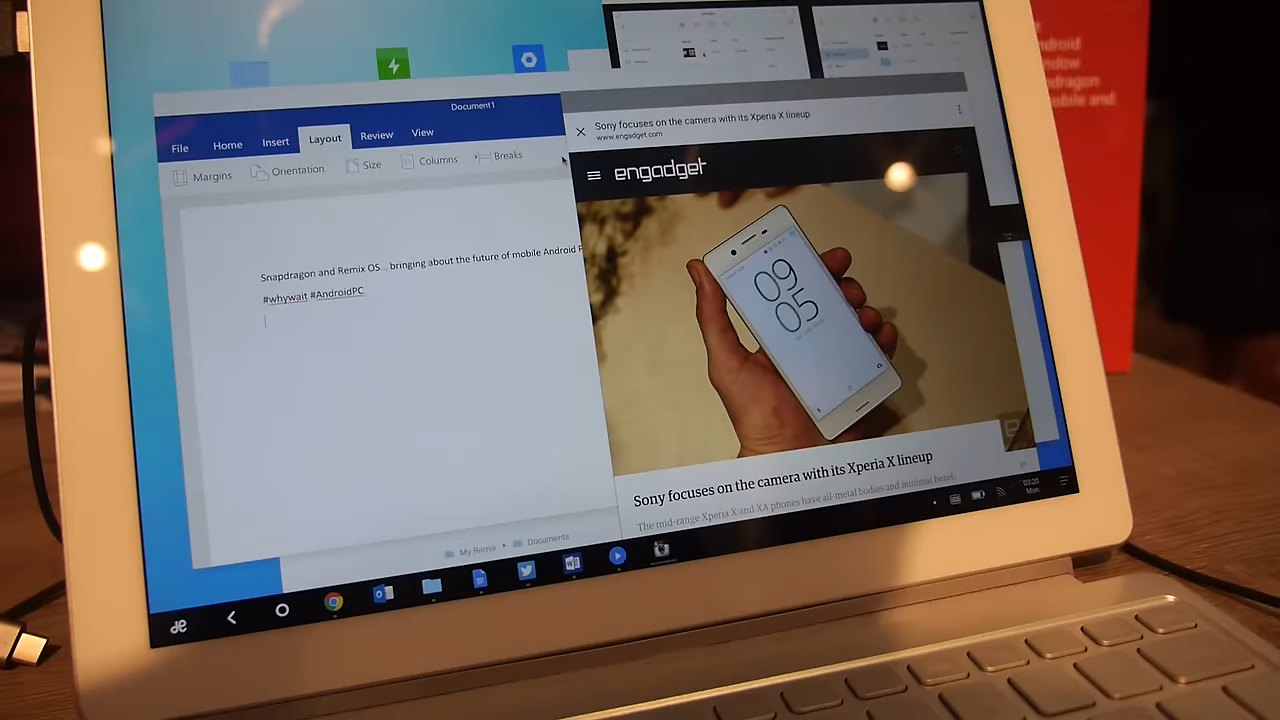 Document1
File Home Insert Layout Review View
Margins Orientation Size Columns Breaks
Snapdragon and Remix OS... bringing about the future of mobile Android
#whywait #AndroidPC
My Remix Documents
Sony focuses on the camera with its Xperia X lineup
www.engadget.com
engadget
09
05
Sony focuses on the camera with its Xperia X lineup
The mid-range Xperia X and XA phones have all-metal bodies and minimal bezel.
03:20
Mon